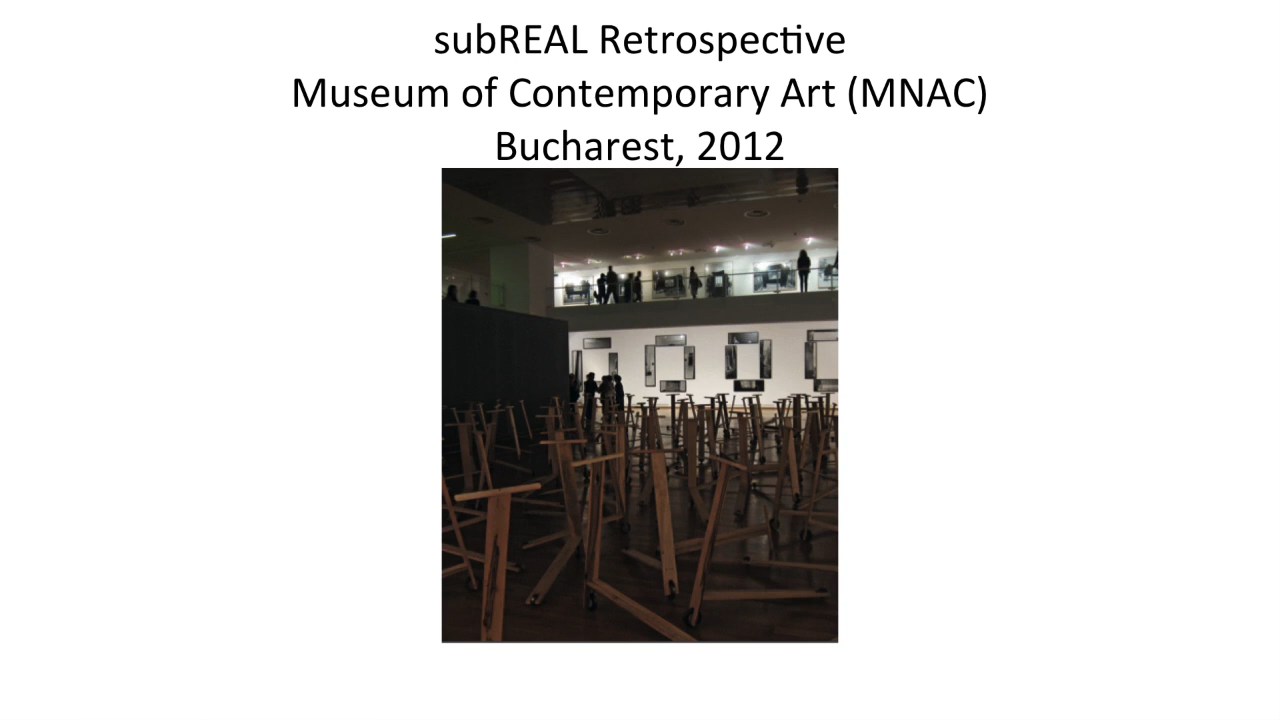 subREAL Retrospective
Museum of Contemporary Art (MNAC)
Bucharest, 2012